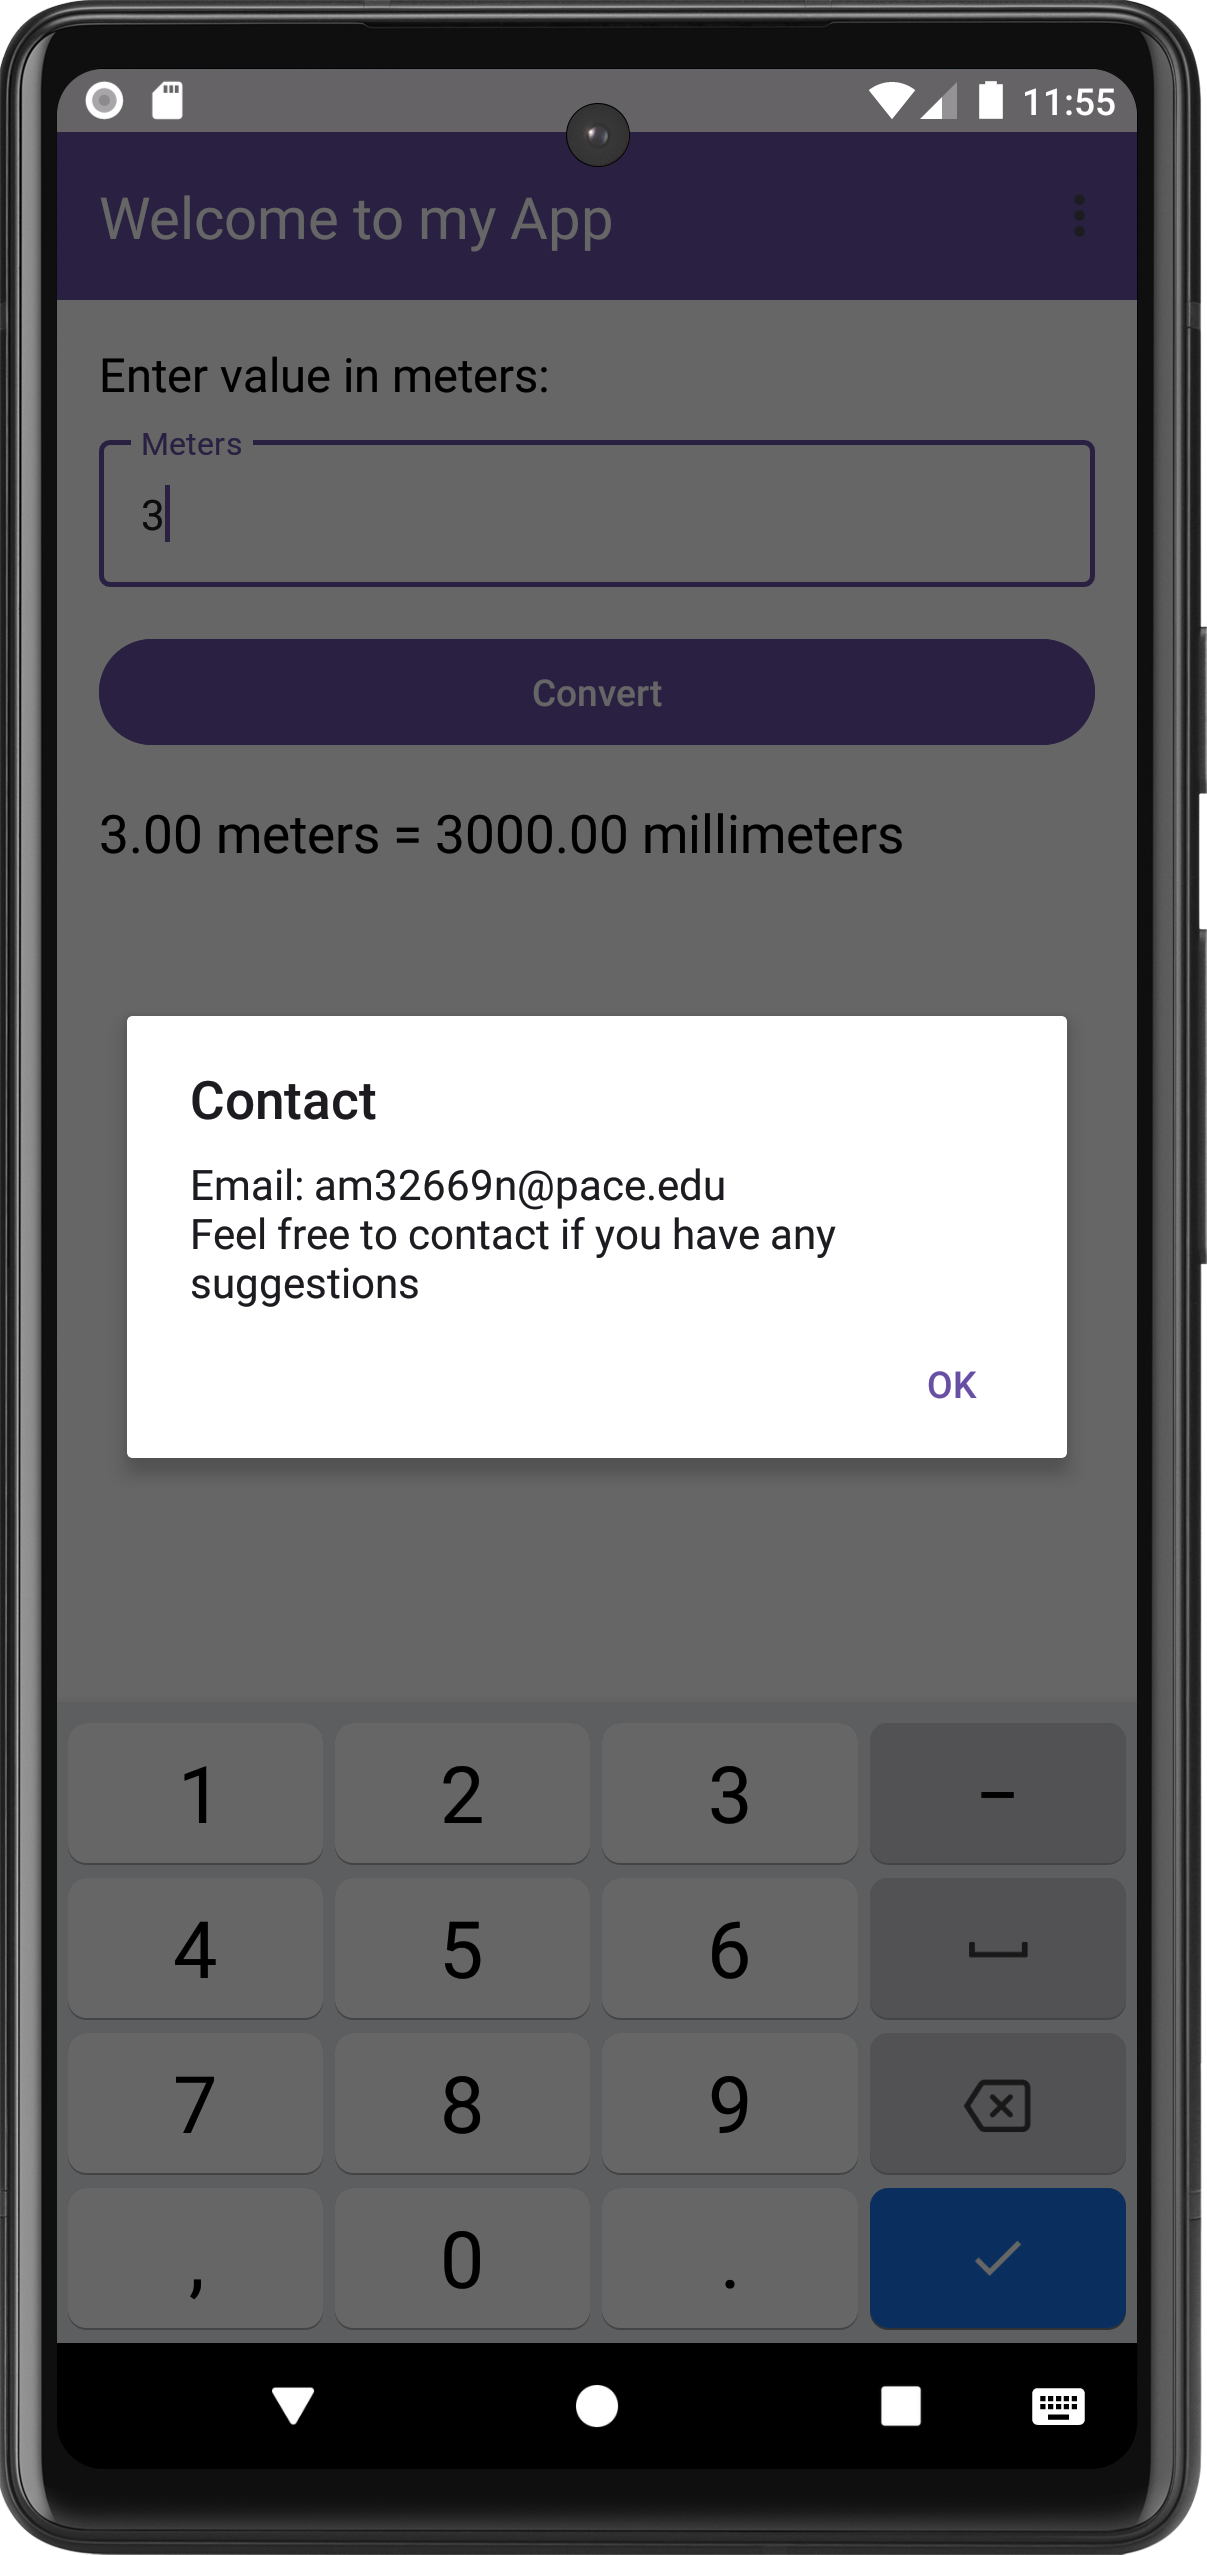 11:55
Welcome to my App
Enter value in meters:
Meters
3
Convert
3.00 meters = 3000.00 millimeters
Contact
Email: am32669n@pace.edu
Feel free to contact if you have any
suggestions
OK
1 2 3 –
4 5 6
7 8 9
, 0 .